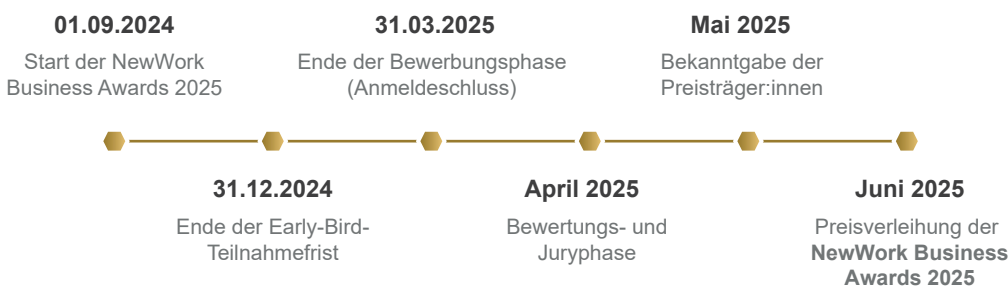 01.09.2024
Start der NewWork
Business Awards 2025
31.03.2025
Ende der Bewerbungsphase
(Anmeldeschluss)
Mai 2025
Bekanntgabe der
Preisträger:innen
31.12.2024
Ende der Early-Bird-
Teilnahmefrist
April 2025
Bewertungs- und
Juryphase
Juni 2025
Preisverleihung der
NewWork Business
Awards 2025